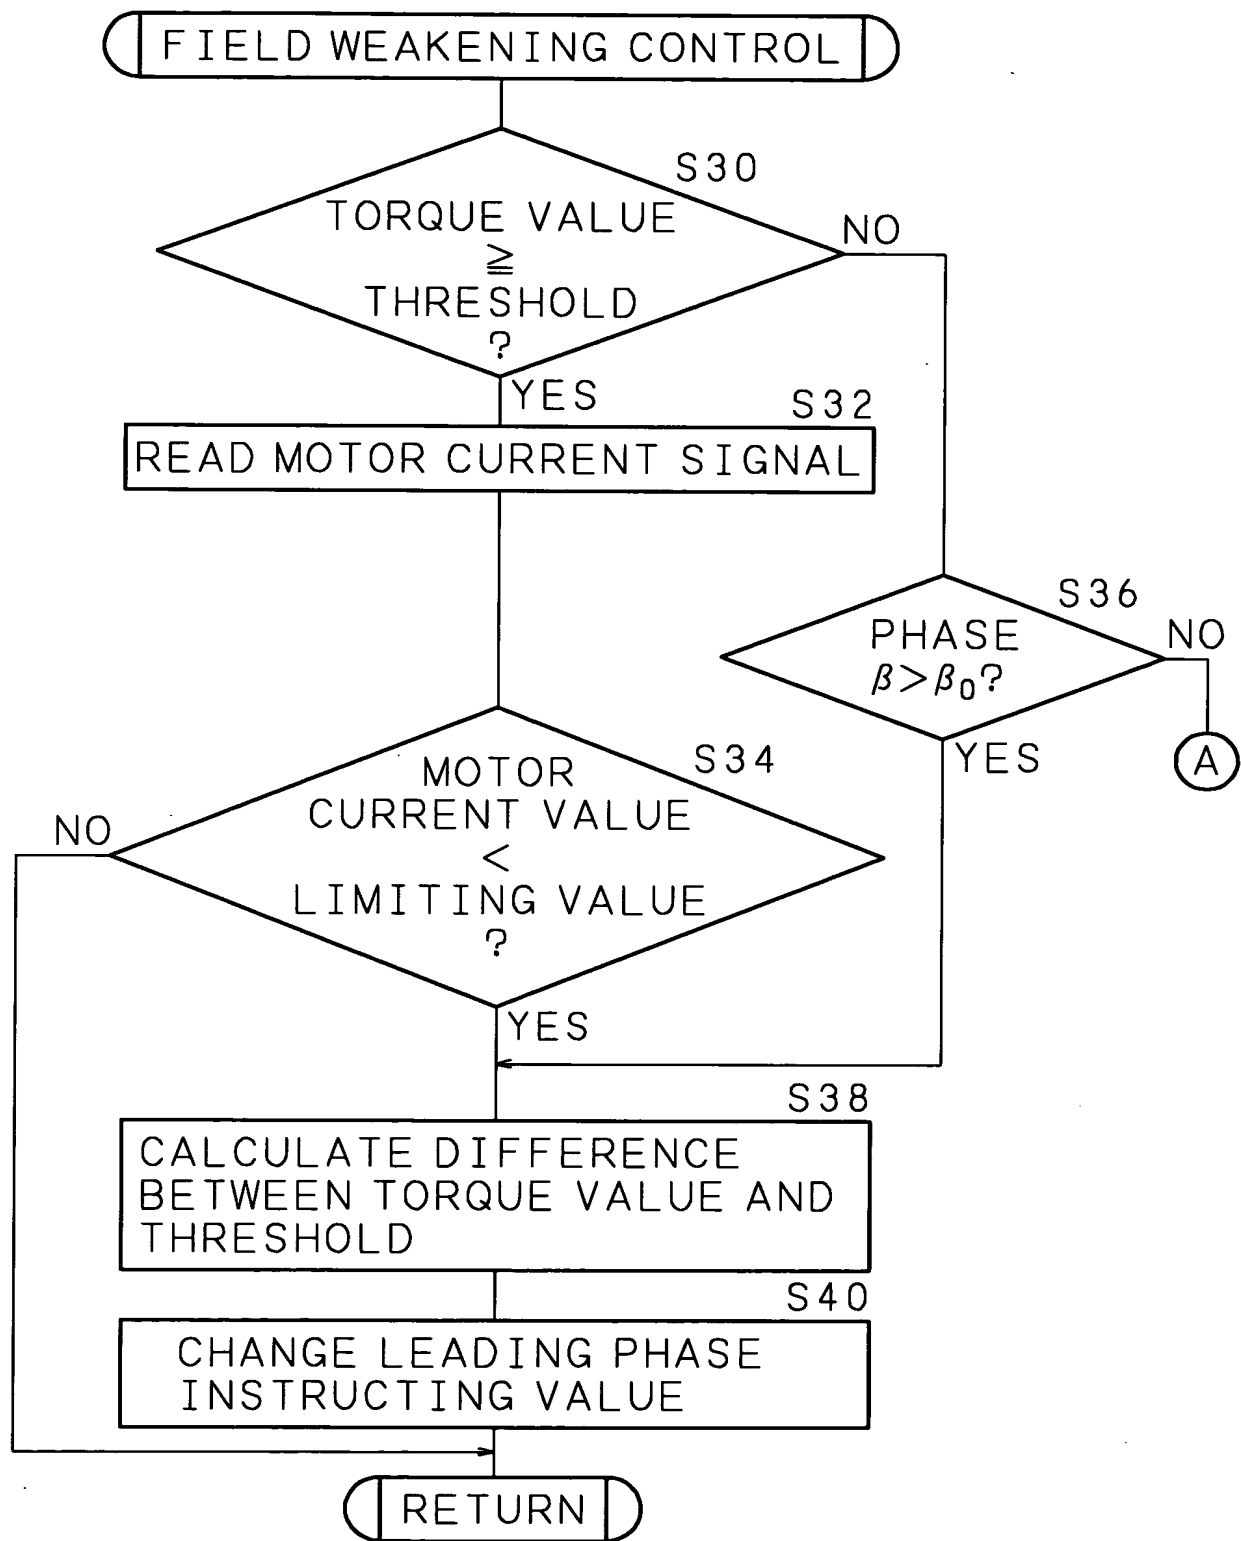 FIELD WEAKENING CONTROL
S30
TORQUE VALUE
≧
THRESHOLD
?
NO
YES
S32
READ MOTOR CURRENT SIGNAL
S36
PHASE
β>β0?
NO
YES
A
S34
MOTOR
CURRENT VALUE
<
LIMITING VALUE
?
NO
YES
S38
CALCULATE DIFFERENCE
BETWEEN TORQUE VALUE AND
THRESHOLD
S40
CHANGE LEADING PHASE
INSTRUCTING VALUE
RETURN